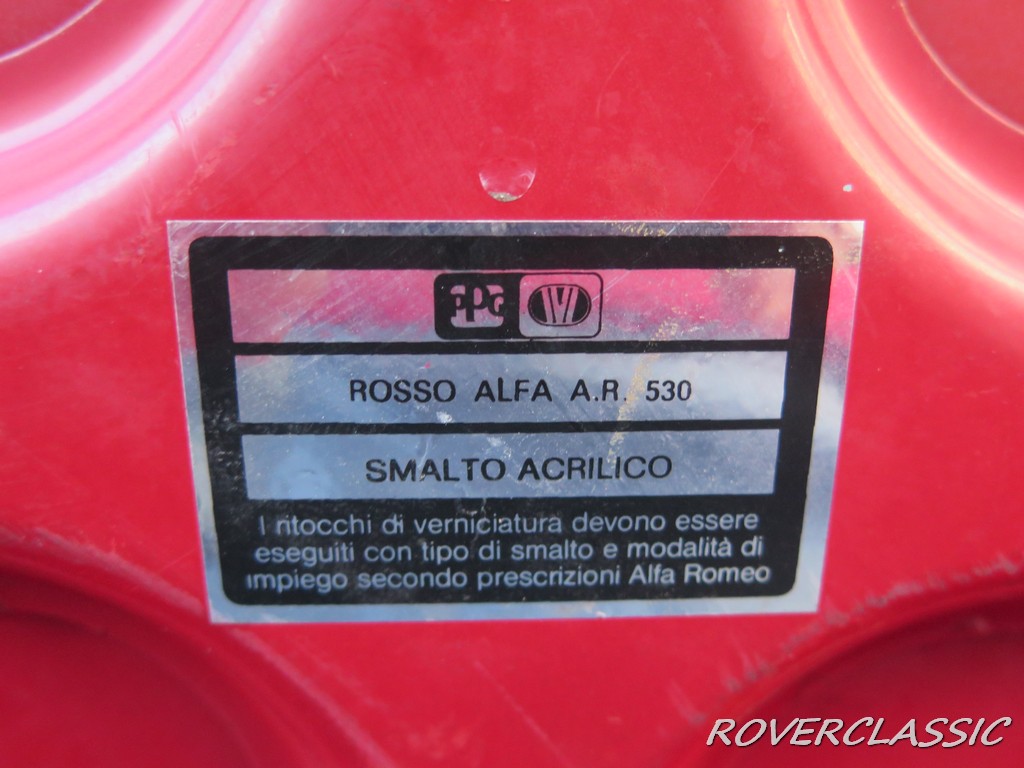 PPG IVI
ROSSO ALFA A.R. 530
SMALTO ACRILICO
I ritocchi di verniciatura devono essere
eseguiti con tipo di smalto e modalità di
impiego secondo prescrizioni Alfa Romeo
ROVERCLASSIC